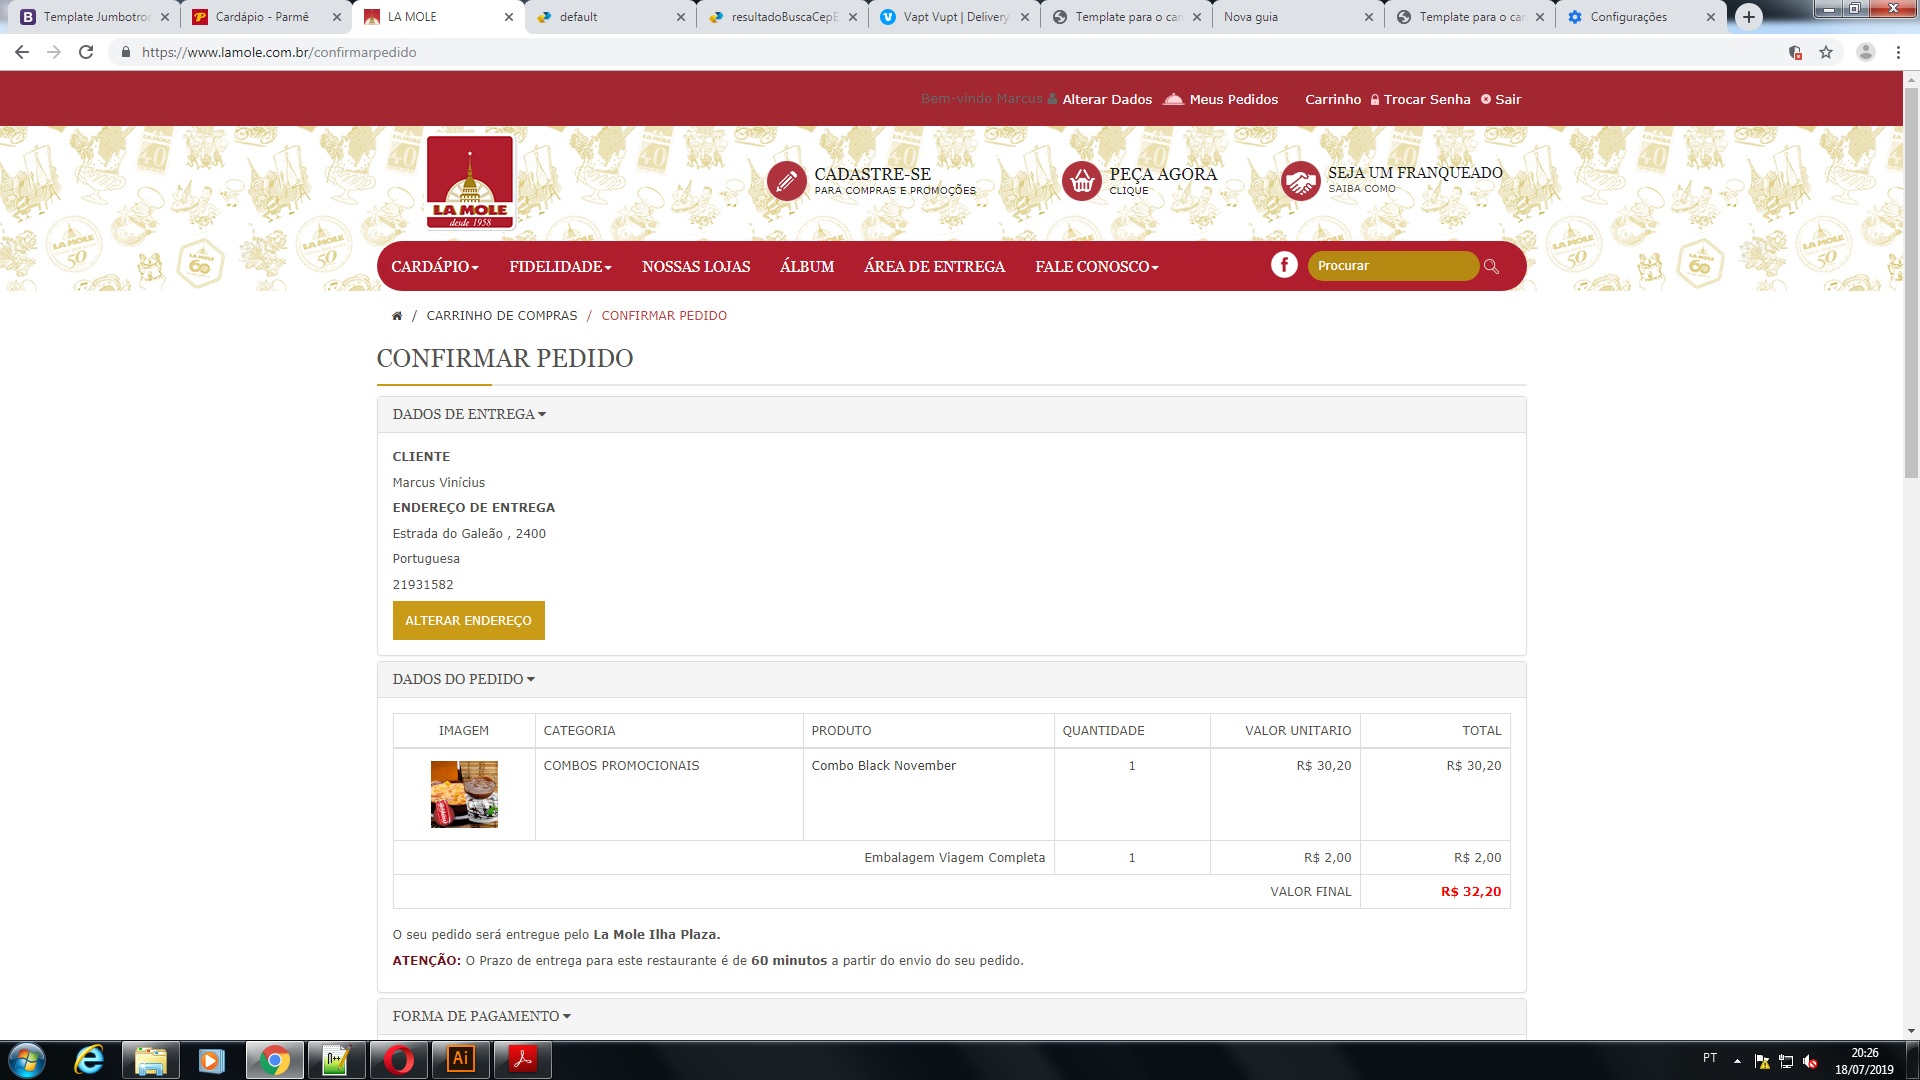 Template Jumbotron
Cardápio - Parmê
LA MOLE
default
resultadoBuscaCepE
Vapt Vupt | Delivery
Template para o car
Nova guia
Template para o car
Configurações
https://www.lamole.com.br/confirmarpedido
Bem-vindo Marcus Alterar Dados Meus Pedidos Carrinho Trocar Senha Sair
LA MOLE
desde 1958
CADASTRE-SE
PARA COMPRAS E PROMOÇÕES
PEÇA AGORA
CLIQUE
SEJA UM FRANQUEADO
SAIBA COMO
CARDÁPIO FIDELIDADE NOSSAS LOJAS ÁLBUM ÁREA DE ENTREGA FALE CONOSCO
Procurar
/ CARRINHO DE COMPRAS / CONFIRMAR PEDIDO
CONFIRMAR PEDIDO
DADOS DE ENTREGA
CLIENTE
Marcus Vinícius
ENDEREÇO DE ENTREGA
Estrada do Galeão , 2400
Portuguesa
21931582
ALTERAR ENDEREÇO
DADOS DO PEDIDO
IMAGEM CATEGORIA PRODUTO QUANTIDADE VALOR UNITARIO TOTAL
COMBOS PROMOCIONAIS Combo Black November 1 R$ 30,20 R$ 30,20
Embalagem Viagem Completa 1 R$ 2,00 R$ 2,00
VALOR FINAL R$ 32,20
O seu pedido será entregue pelo La Mole Ilha Plaza.
ATENÇÃO: O Prazo de entrega para este restaurante é de 60 minutos a partir do envio do seu pedido.
FORMA DE PAGAMENTO
PT
20:26
18/07/2019